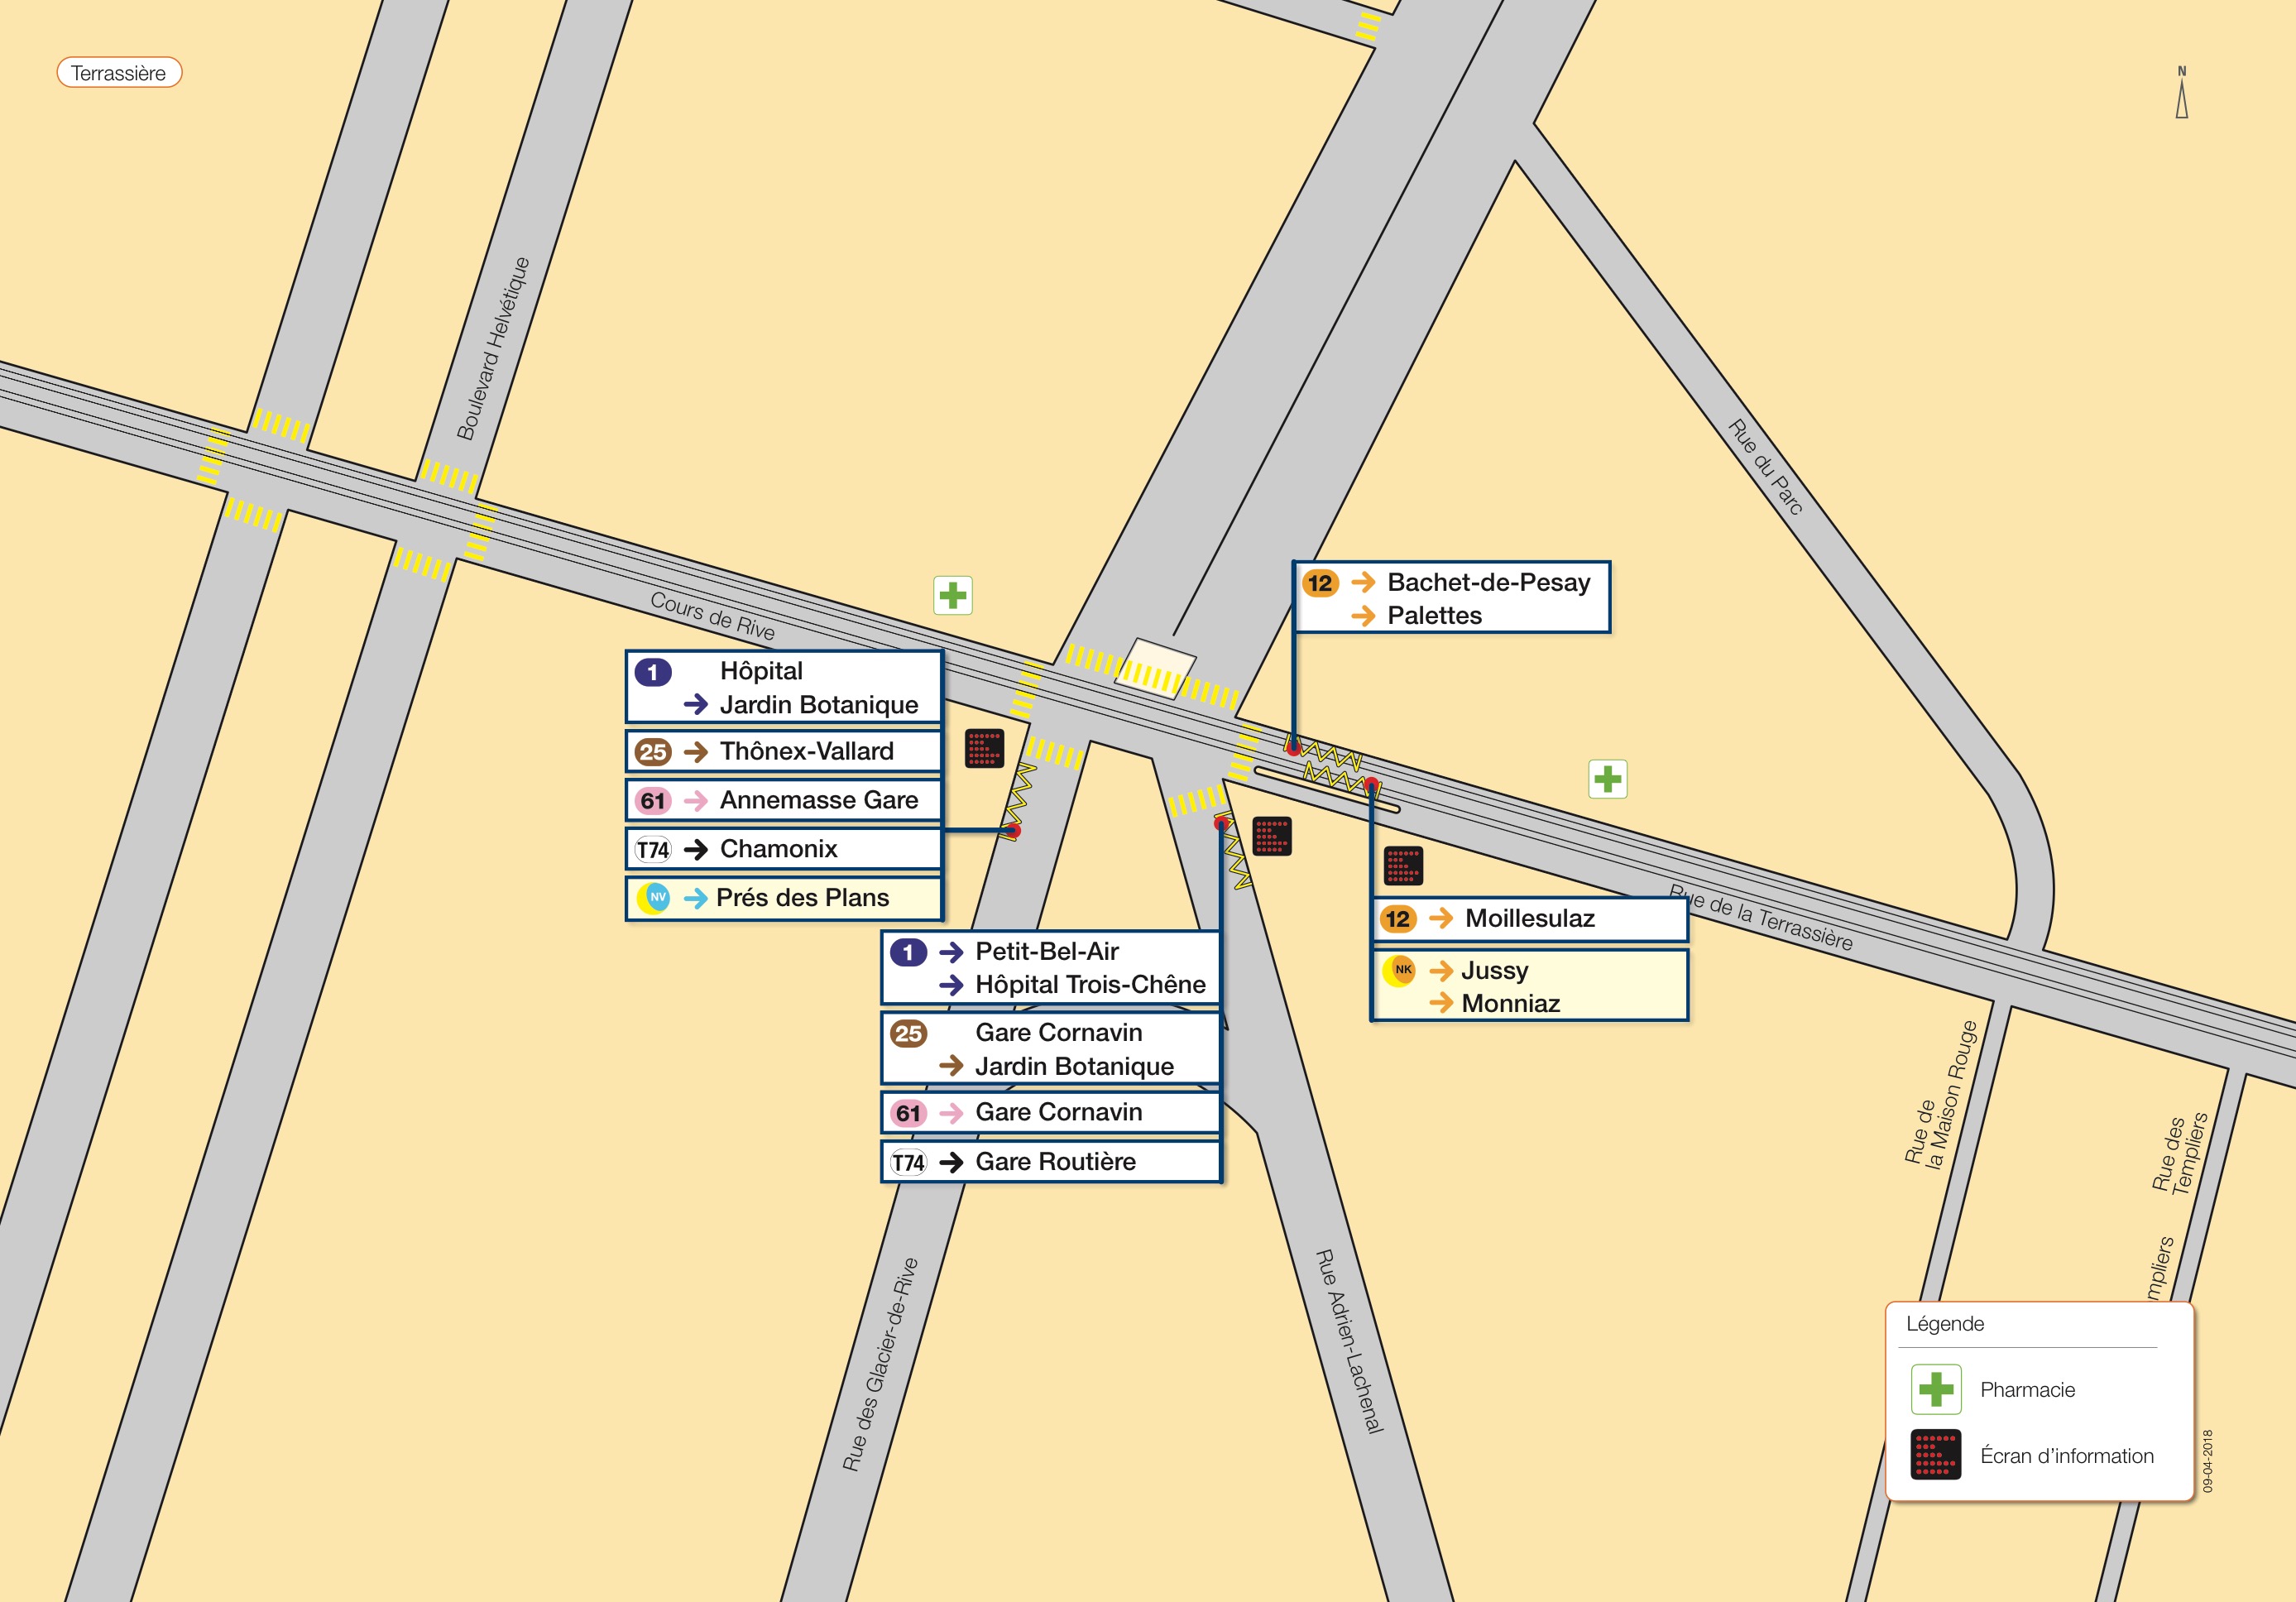 Terrassière
N
Boulevard Helvétique
Rue du Parc
Cours de Rive
12 Bachet-de-Pesay
Palettes
1 Hôpital
Jardin Botanique
25 Thônex-Vallard
61 Annemasse Gare
T74 Chamonix
NV Prés des Plans
12 Moillesulaz
NK Jussy
Monniaz
Rue de la Terrassière
1 Petit-Bel-Air
Hôpital Trois-Chêne
25 Gare Cornavin
Jardin Botanique
61 Gare Cornavin
T74 Gare Routière
Rue de
la Maison Rouge
Rue des
Templiers
mpliers
Rue des Glacier-de-Rive
Rue Adrien-Lachenal
Légende
Pharmacie
Écran d'information
09-04-2018